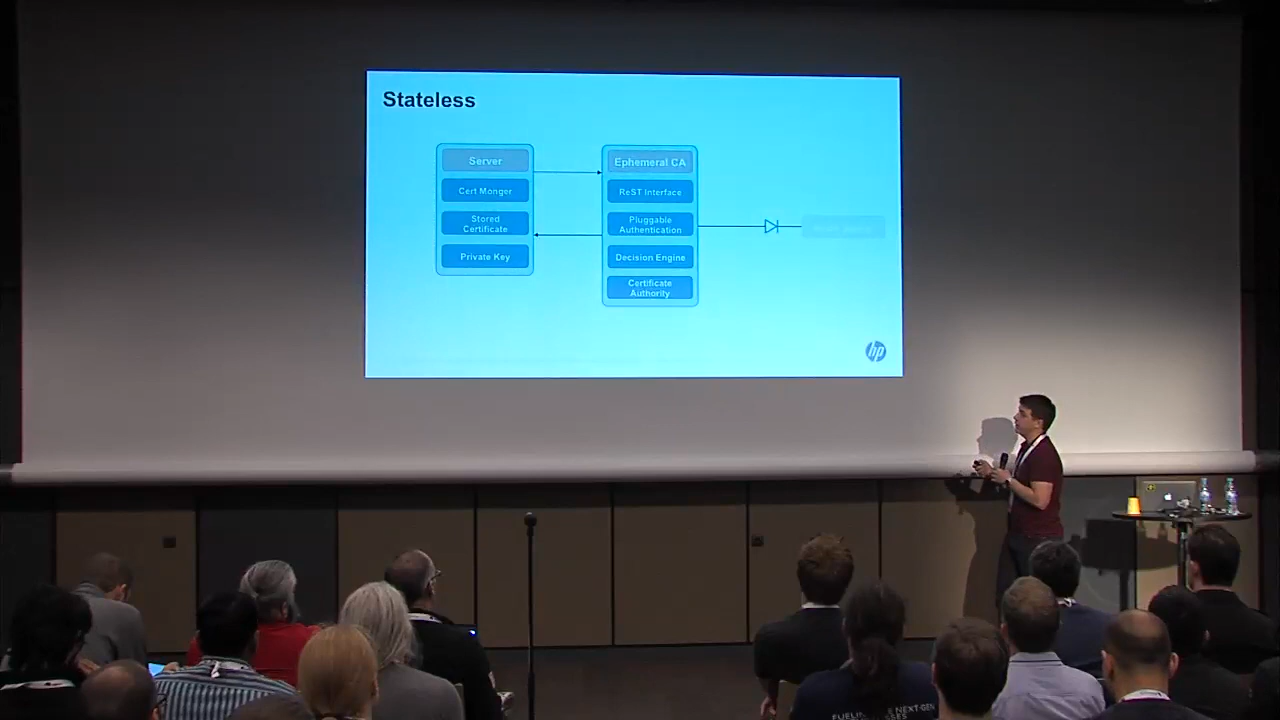 Stateless
Server
Cert Monger
Stored
Certificate
Private Key
Ephemeral CA
ReST Interface
Pluggable
Authentication
Decision Engine
Certificate
Authority
hp